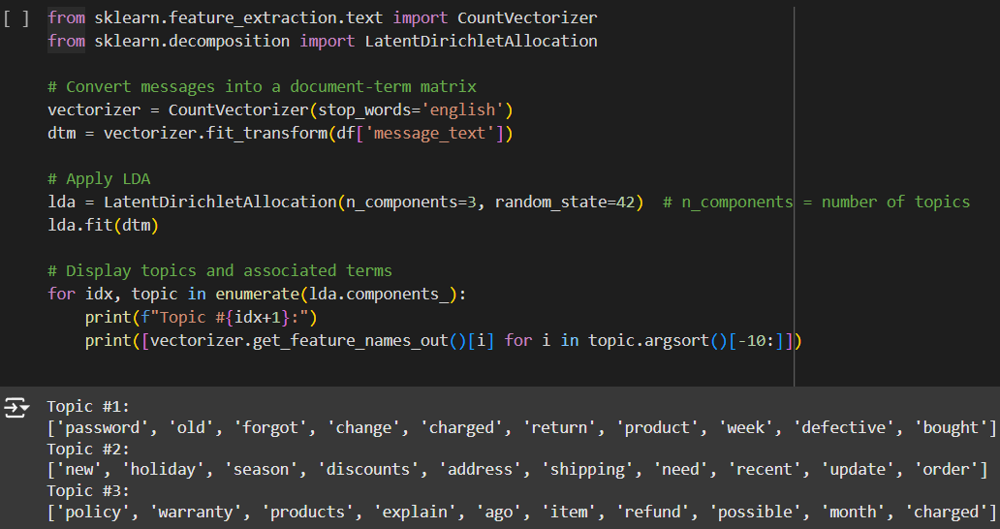 [ ] from sklearn.feature_extraction.text import CountVectorizer
from sklearn.decomposition import LatentDirichletAllocation
# Convert messages into a document-term matrix
vectorizer = CountVectorizer(stop_words='english')
dtm = vectorizer.fit_transform(df['message_text'])
# Apply LDA
lda = LatentDirichletAllocation(n_components=3, random_state=42)  # n_components = number of topics
lda.fit(dtm)
# Display topics and associated terms
for idx, topic in enumerate(lda.components_):
    print(f"Topic #{idx+1}:")
    print([vectorizer.get_feature_names_out()[i] for i in topic.argsort()[-10:]])
Topic #1:
['password', 'old', 'forgot', 'change', 'charged', 'return', 'product', 'week', 'defective', 'bought']
Topic #2:
['new', 'holiday', 'season', 'discounts', 'address', 'shipping', 'need', 'recent', 'update', 'order']
Topic #3:
['policy', 'warranty', 'products', 'explain', 'ago', 'item', 'refund', 'possible', 'month', 'charged']